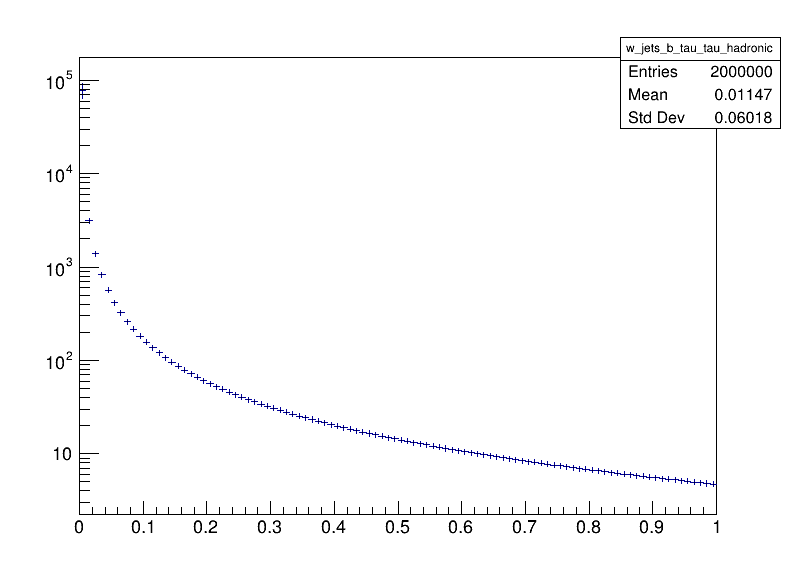 w_jets_b_tau_tau_hadronic
Entries 2000000
Mean 0.01147
Std Dev 0.06018
10^5
10^4
10^3
10^2
10
0 0.1 0.2 0.3 0.4 0.5 0.6 0.7 0.8 0.9 1